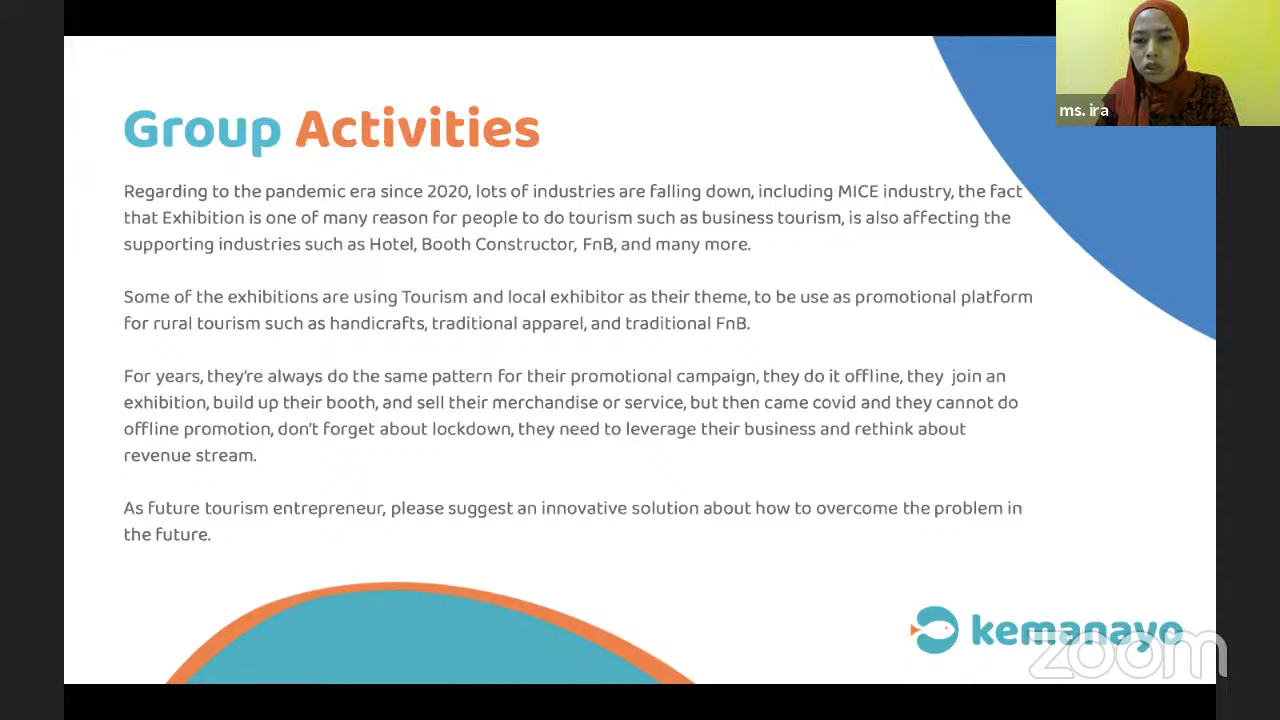 ms. ira
Group Activities
Regarding to the pandemic era since 2020, lots of industries are falling down, including MICE industry, the fact
that Exhibition is one of many reason for people to do tourism such as business tourism, is also affecting the
supporting industries such as Hotel, Booth Constructor, FnB, and many more.
Some of the exhibitions are using Tourism and local exhibitor as their theme, to be use as promotional platform
for rural tourism such as handicrafts, traditional apparel, and traditional FnB.
For years, they're always do the same pattern for their promotional campaign, they do it offline, they join an
exhibition, build up their booth, and sell their merchandise or service, but then came covid and they cannot do
offline promotion, don't forget about lockdown, they need to leverage their business and rethink about
revenue stream.
As future tourism entrepreneur, please suggest an innovative solution about how to overcome the problem in
the future.
kemanayo
zoom